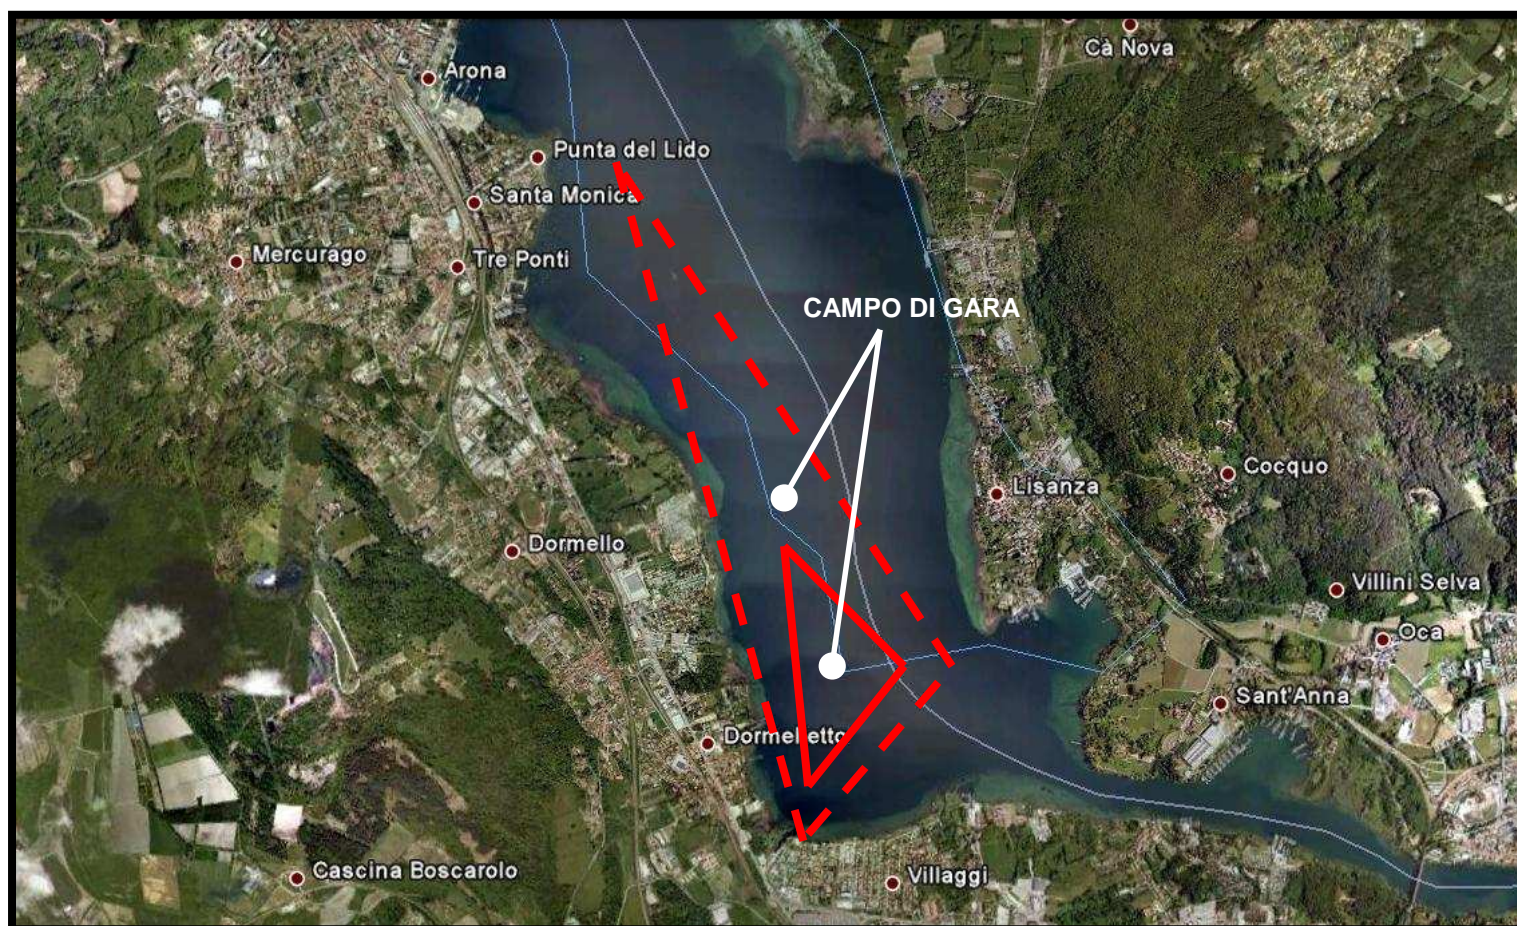 Cà Nova
Arona
Punta del Lido
Santa Monica
Mercurago
Tre Ponti
CAMPO DI GARA
Cocquo
Lisanza
Dormello
Villini Selva
Oca
Sant'Anna
Dormelletto
Cascina Boscarolo
Villaggi